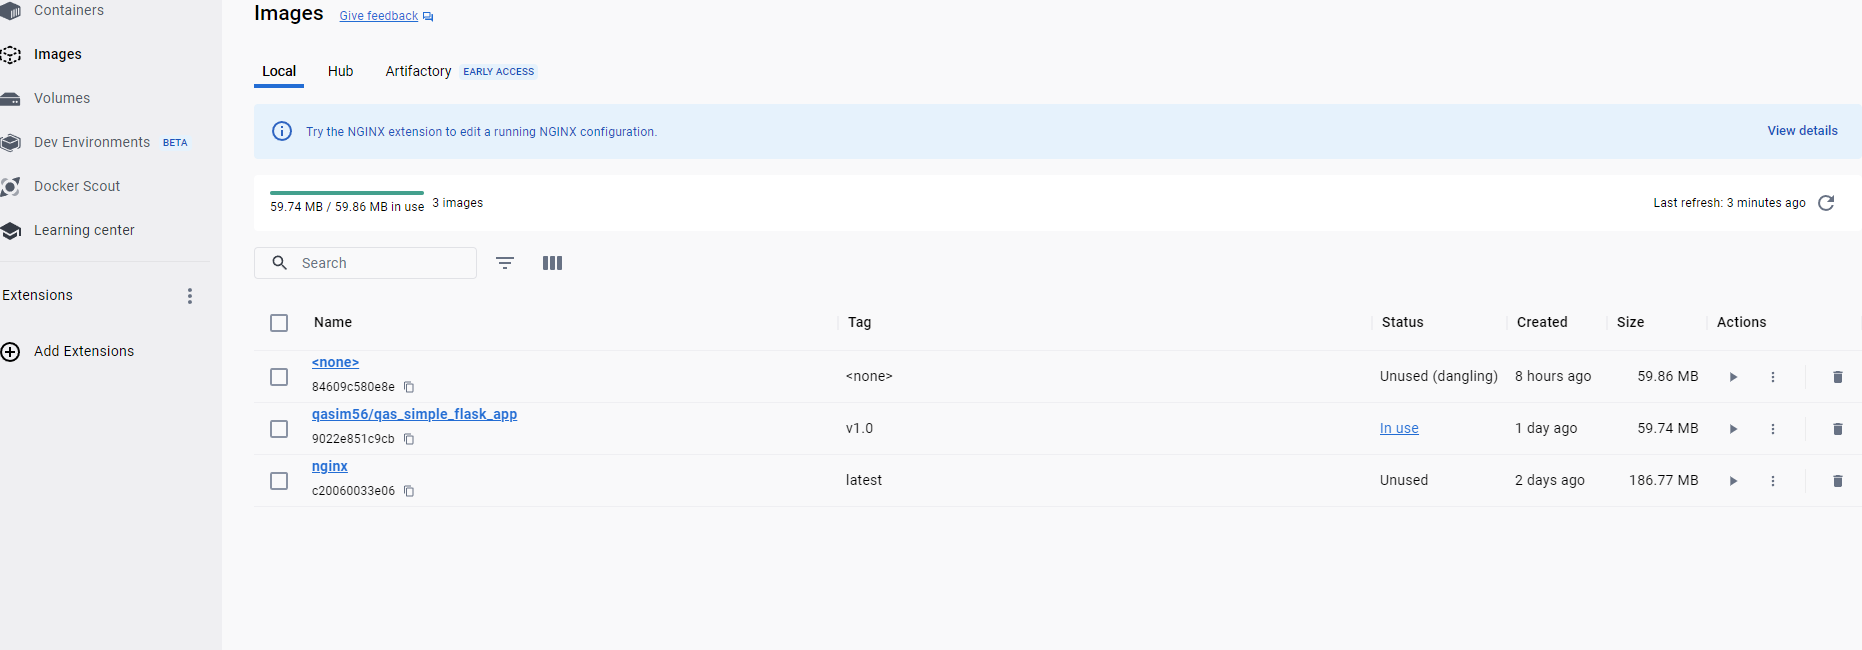 Containers
Images
Volumes
Dev Environments BETA
Docker Scout
Learning center
Extensions
Add Extensions
Images Give feedback
Local Hub Artifactory EARLY ACCESS
Try the NGINX extension to edit a running NGINX configuration. View details
59.74 MB / 59.86 MB in use 3 images Last refresh: 3 minutes ago
Search
Name Tag Status Created Size Actions
<none>
84609c580e8e <none> Unused (dangling) 8 hours ago 59.86 MB
qasim56/qas_simple_flask_app
9022e851c9cb v1.0 In use 1 day ago 59.74 MB
nginx
c20060033e06 latest Unused 2 days ago 186.77 MB